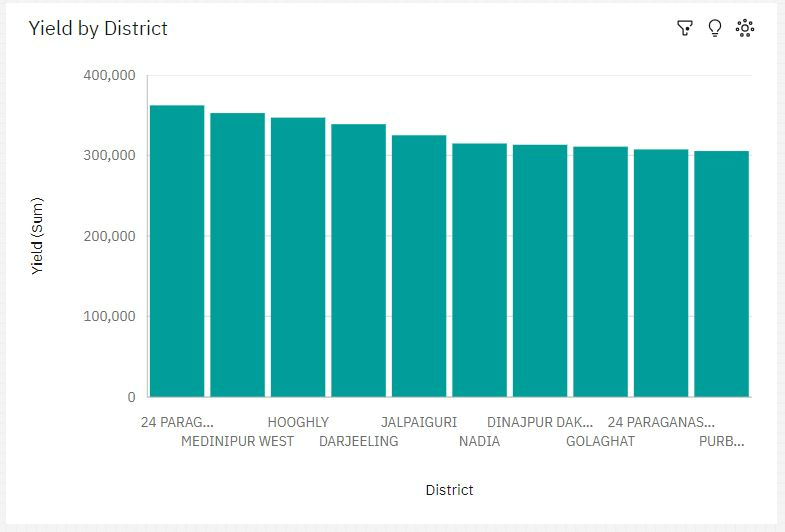 Yield by District
400,000
300,000
200,000
100,000
0
Yield (Sum)
24 PARAG... HOOGHLY JALPAIGURI DINAJPUR DAK... 24 PARAGANAS...
MEDINIPUR WEST DARJEELING NADIA GOLAGHAT PURB...
District